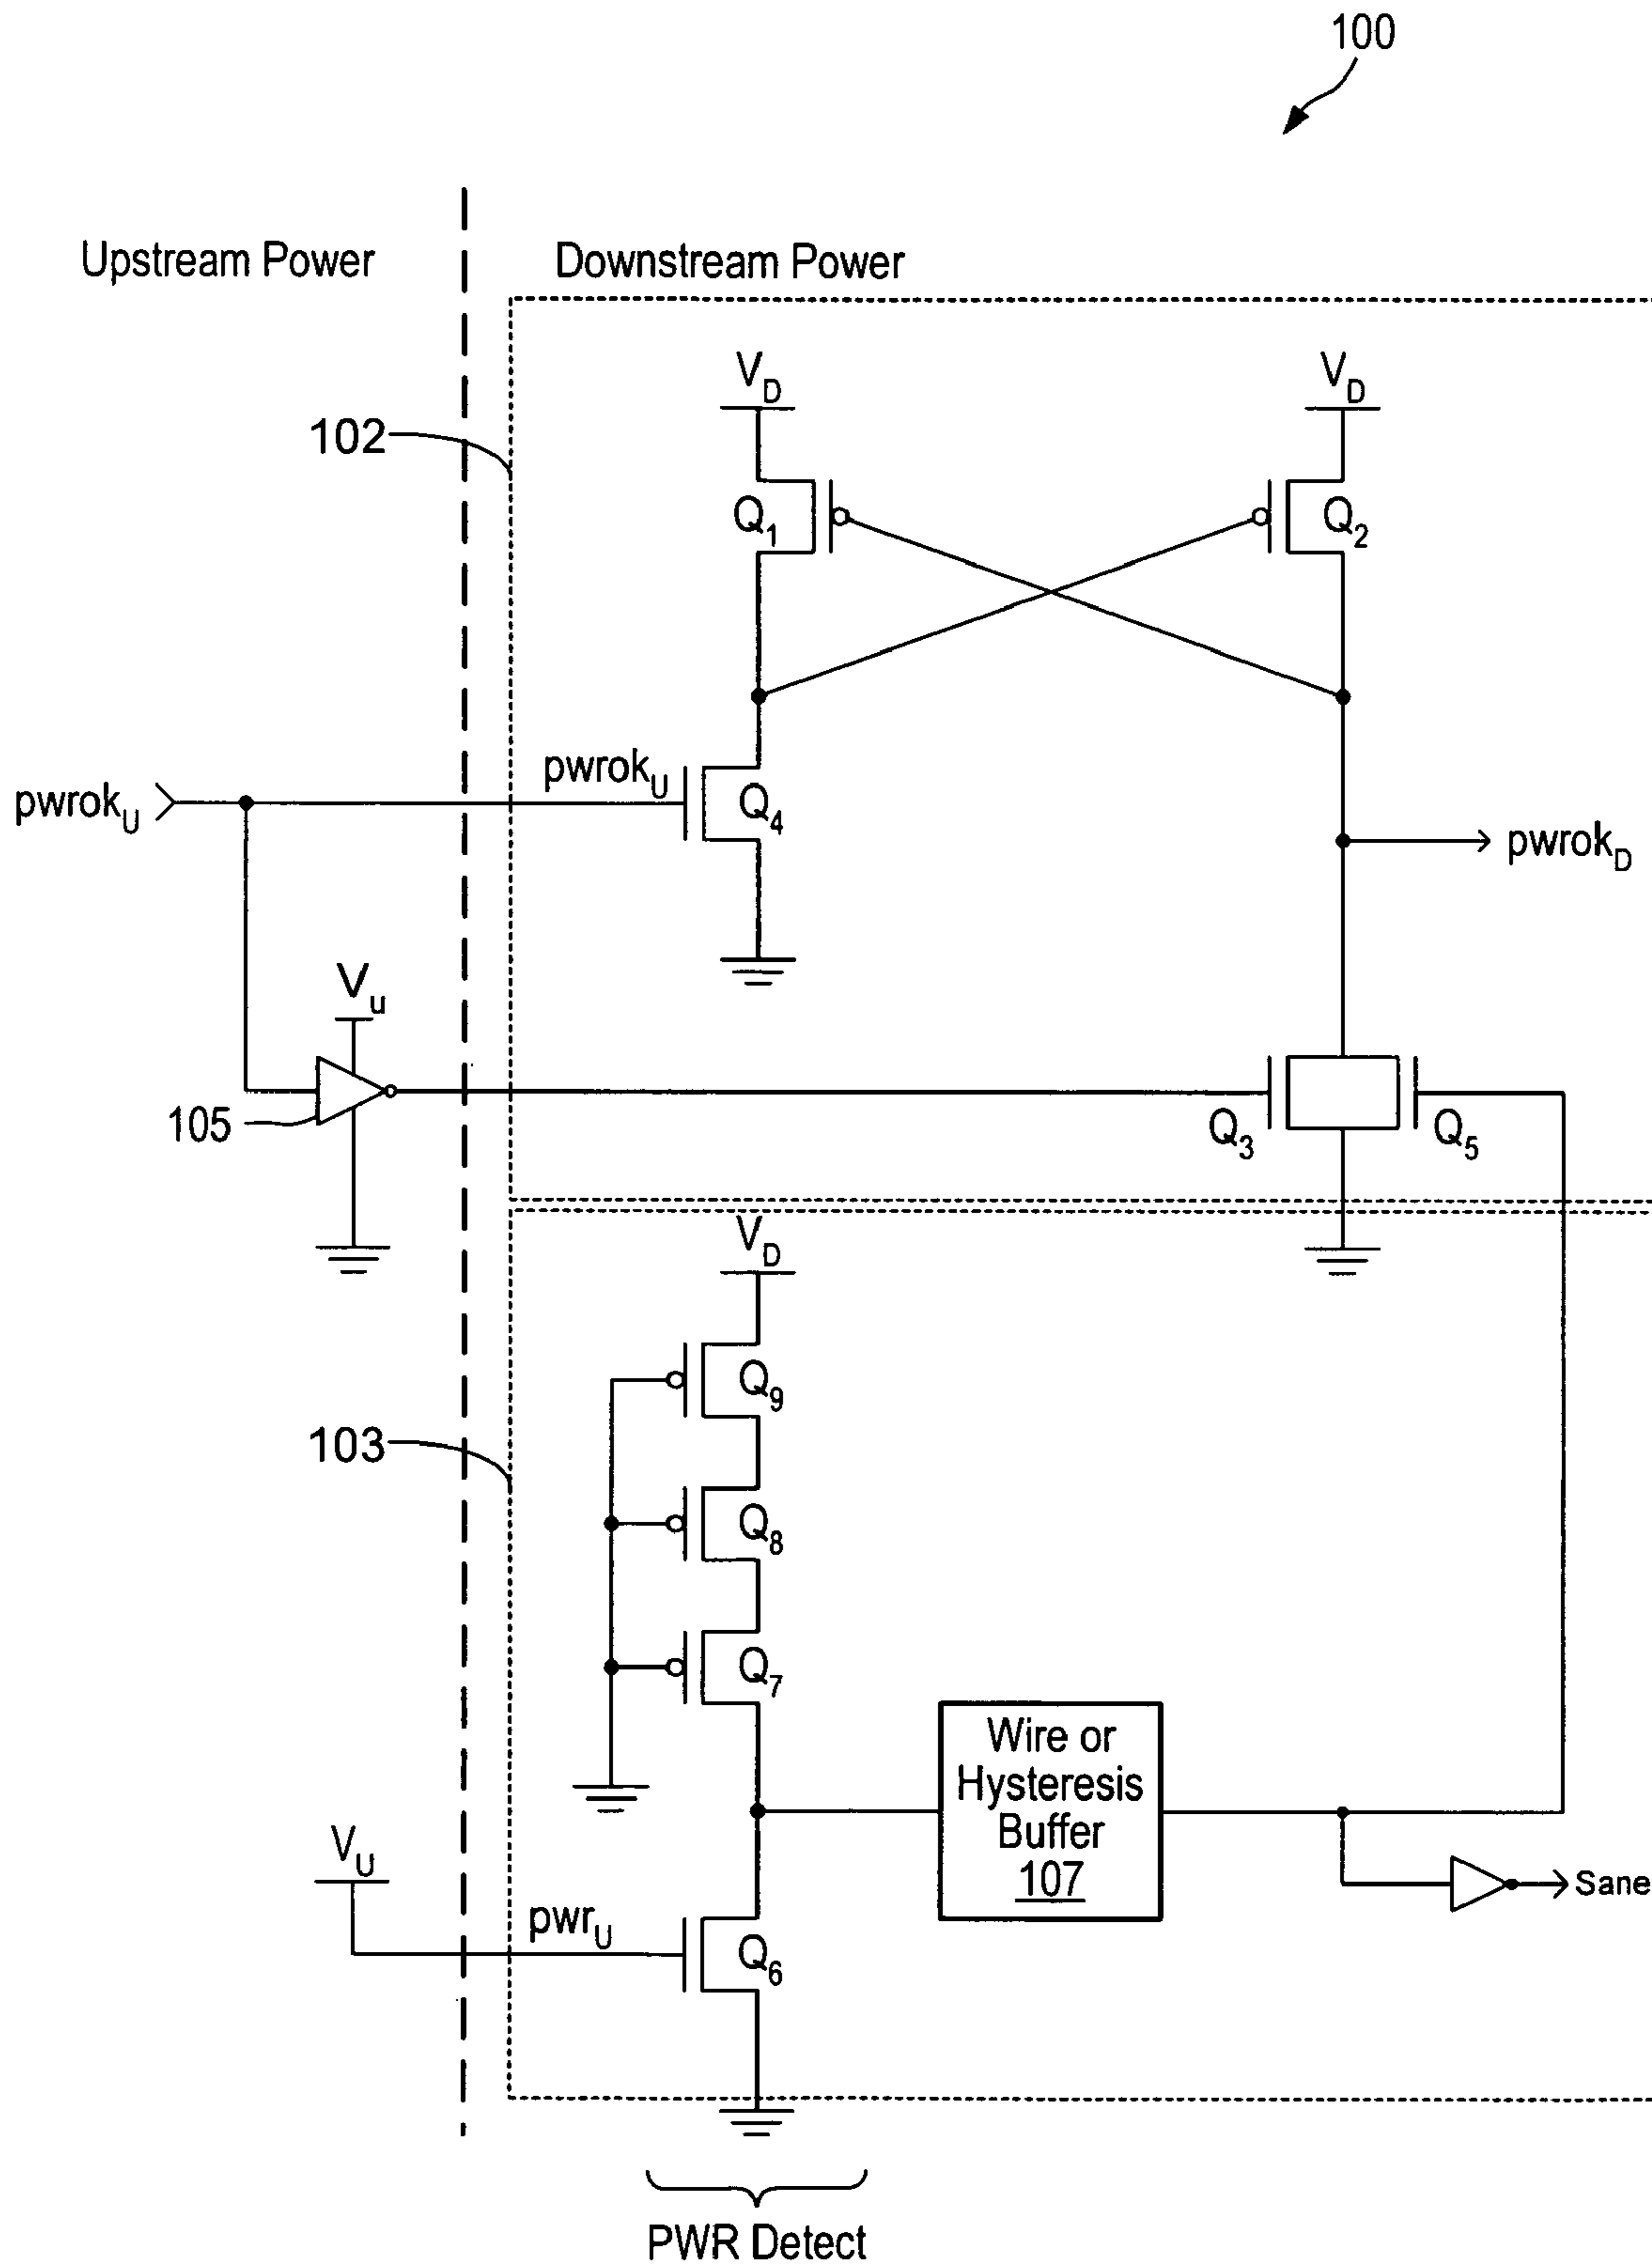 100
Upstream Power
Downstream Power
V_D
V_D
102
Q_1
Q_2
pwrok_U
pwrok_U
Q_4
pwrok_D
V_u
105
Q_3
Q_5
V_D
Q_9
103
Q_8
Q_7
Wire or
Hysteresis
Buffer
107
V_U
pwr_U
Q_6
Sane
PWR Detect